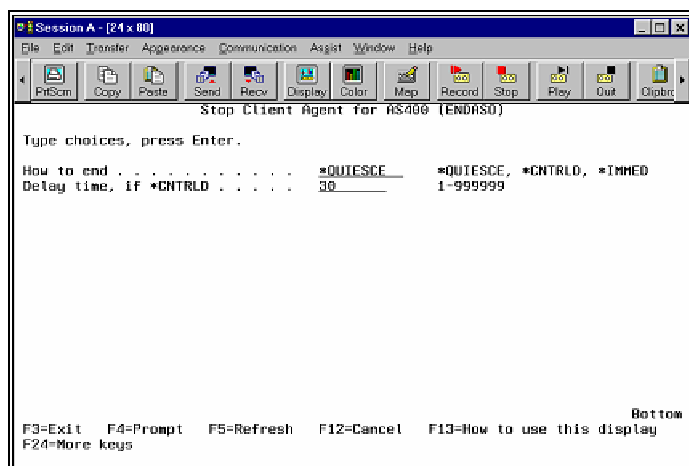 Session A - [24 x 80]
File Edit Transfer Appearance Communication Assist Window Help
PrtScrn Copy Paste Send Recv Display Color Map Record Stop Play Quit Clipbrd
Stop Client Agent for AS400 (ENDASO)
Type choices, press Enter.
How to end . . . . . . . . . . . *QUIESCE *QUIESCE, *CNTRLD, *IMMED
Delay time, if *CNTRLD . . . . . 30 1-999999
Bottom
F3=Exit F4=Prompt F5=Refresh F12=Cancel F13=How to use this display
F24=More keys